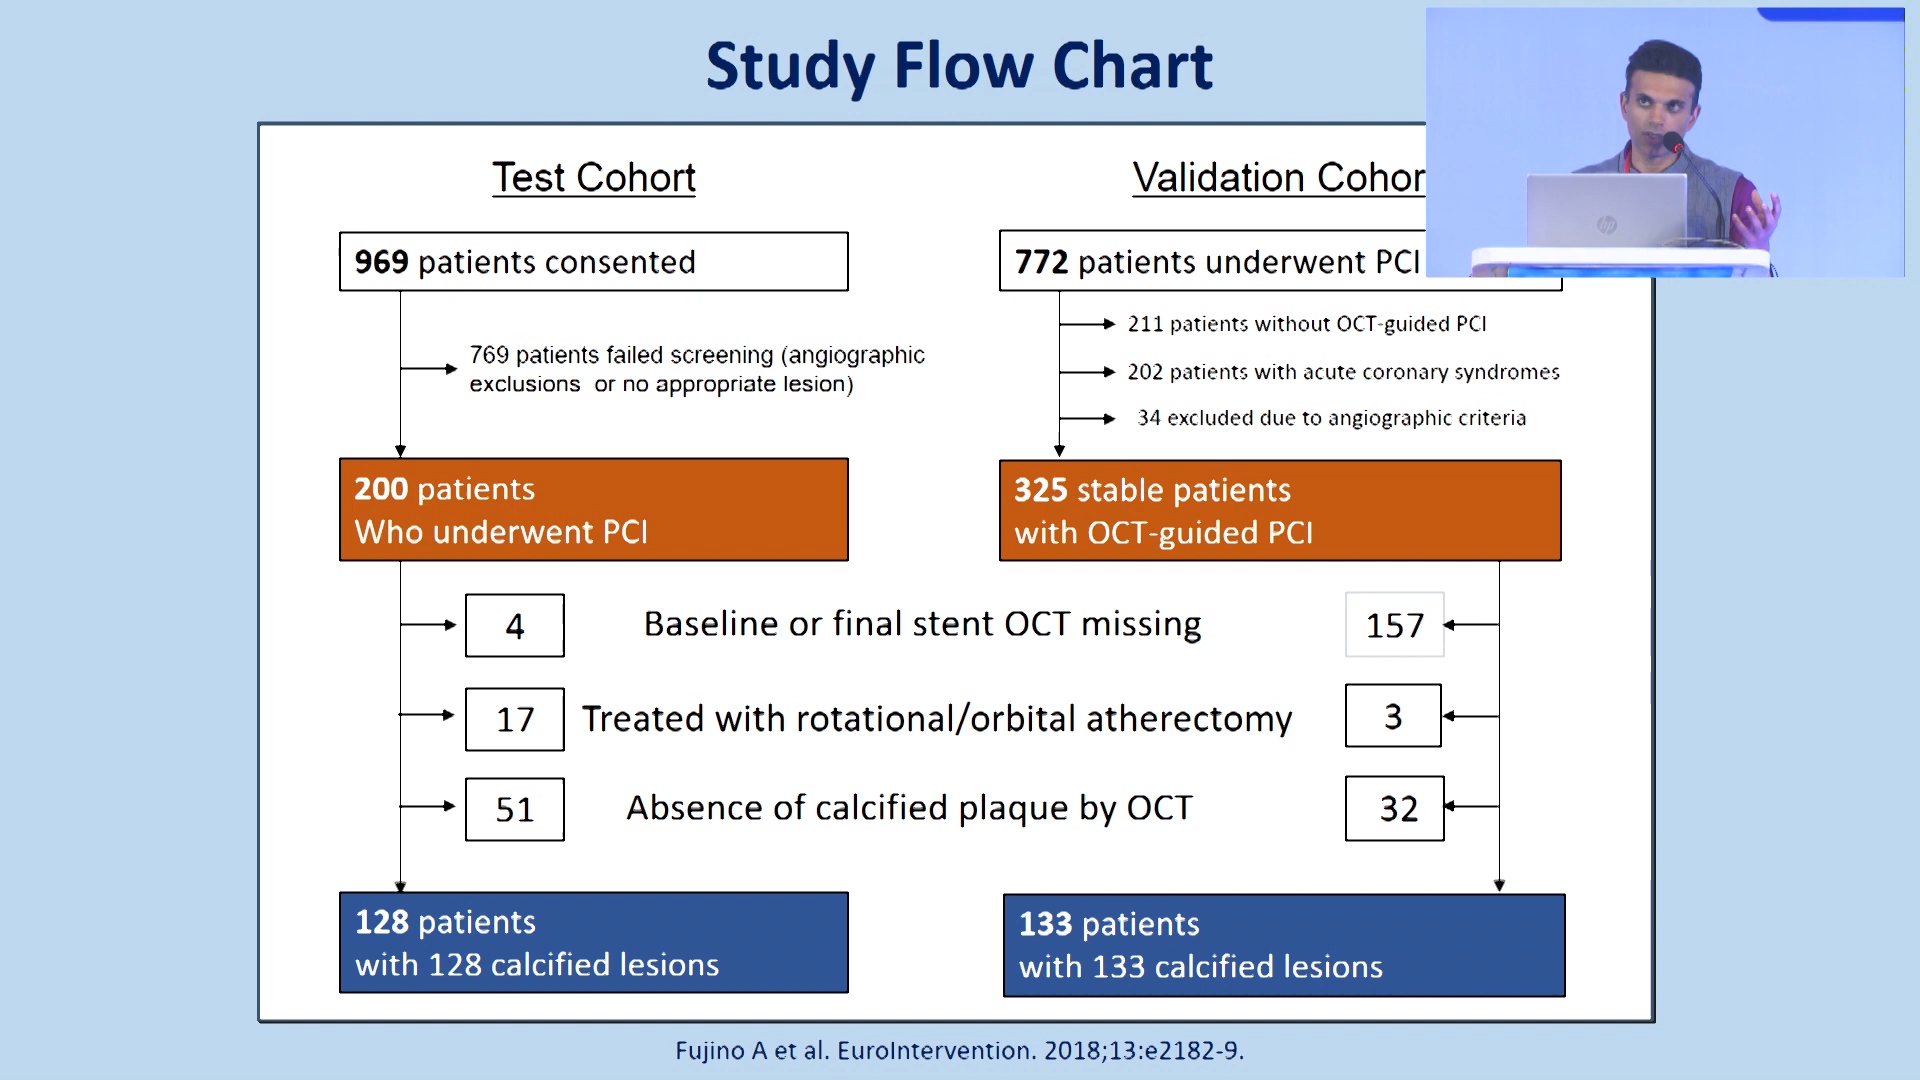 Study Flow Chart
Test Cohort
969 patients consented
769 patients failed screening (angiographic
exclusions or no appropriate lesion)
200 patients
Who underwent PCI
Validation Cohor
772 patients underwent PCI
211 patients without OCT-guided PCI
202 patients with acute coronary syndromes
34 excluded due to angiographic criteria
325 stable patients
with OCT-guided PCI
4 Baseline or final stent OCT missing 157
17 Treated with rotational/orbital atherectomy 3
51 Absence of calcified plaque by OCT 32
128 patients
with 128 calcified lesions
133 patients
with 133 calcified lesions
Fujino A et al. EuroIntervention. 2018;13:e2182-9.
hp